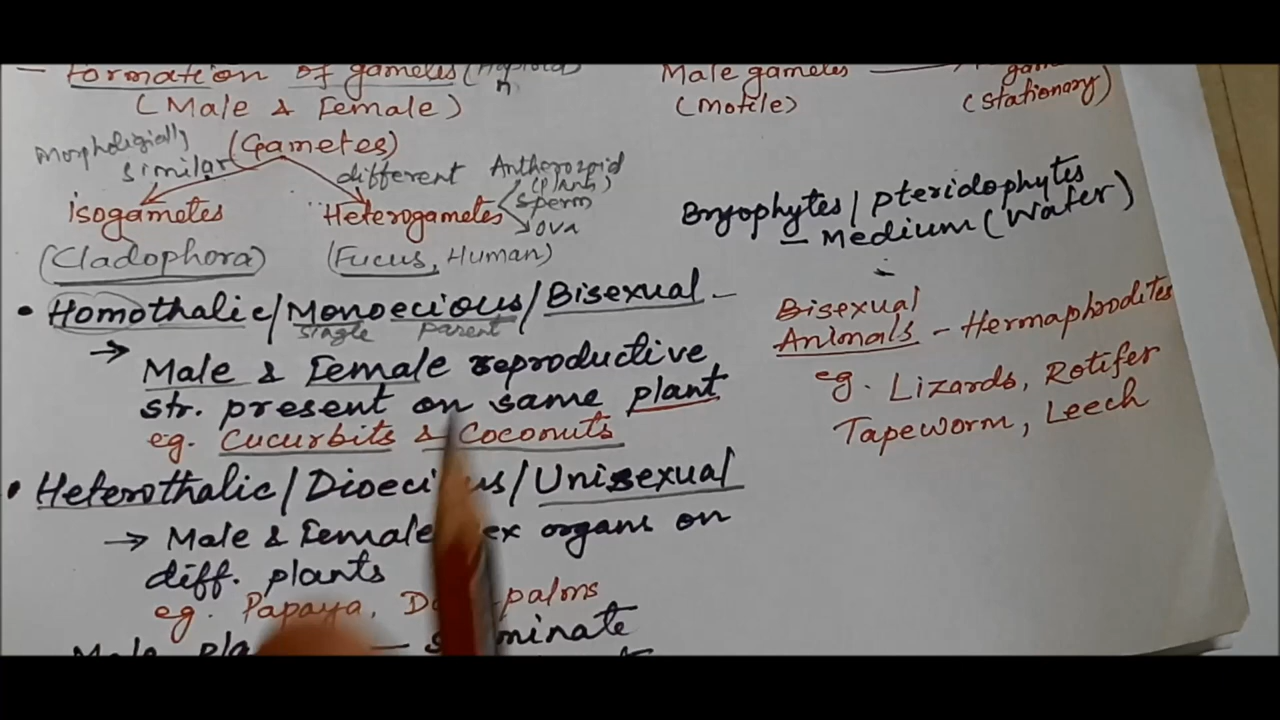 - Formation of gametes (Haploid
n
(Male & Female)
(Gametes)
Morphologically
similar
different
Isogametes
Heterogametes
Antherozoid
(plants)
sperm
ova
(Cladophora)
(Fucus, Human)
• Homothalic/Monoecious/Bisexual -
single parent
→ Male & Female reproductive
str. present on same plant
eg. Cucurbits & Coconuts
• Heterothalic/Dioecious/Unisexual
→ Male & Female sex organs on
diff. plants
eg. Papaya, palms
Male minate
Male gametes
(Motile)
(Stationary)
Bryophytes/ pteridophytes
- Medium (Water)
Bisexual
Animals - Hermaphrodites
eg. Lizards, Rotifer
Tapeworm, Leech